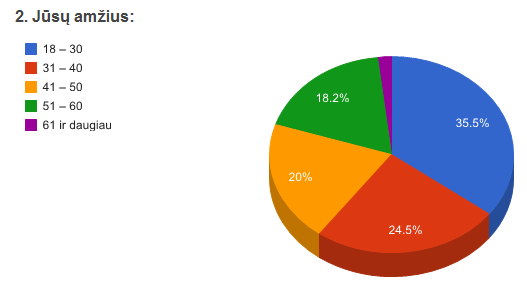 2. Jūsų amžius:
18 – 30
31 – 40
41 – 50
51 – 60
61 ir daugiau
18.2%
35.5%
20%
24.5%